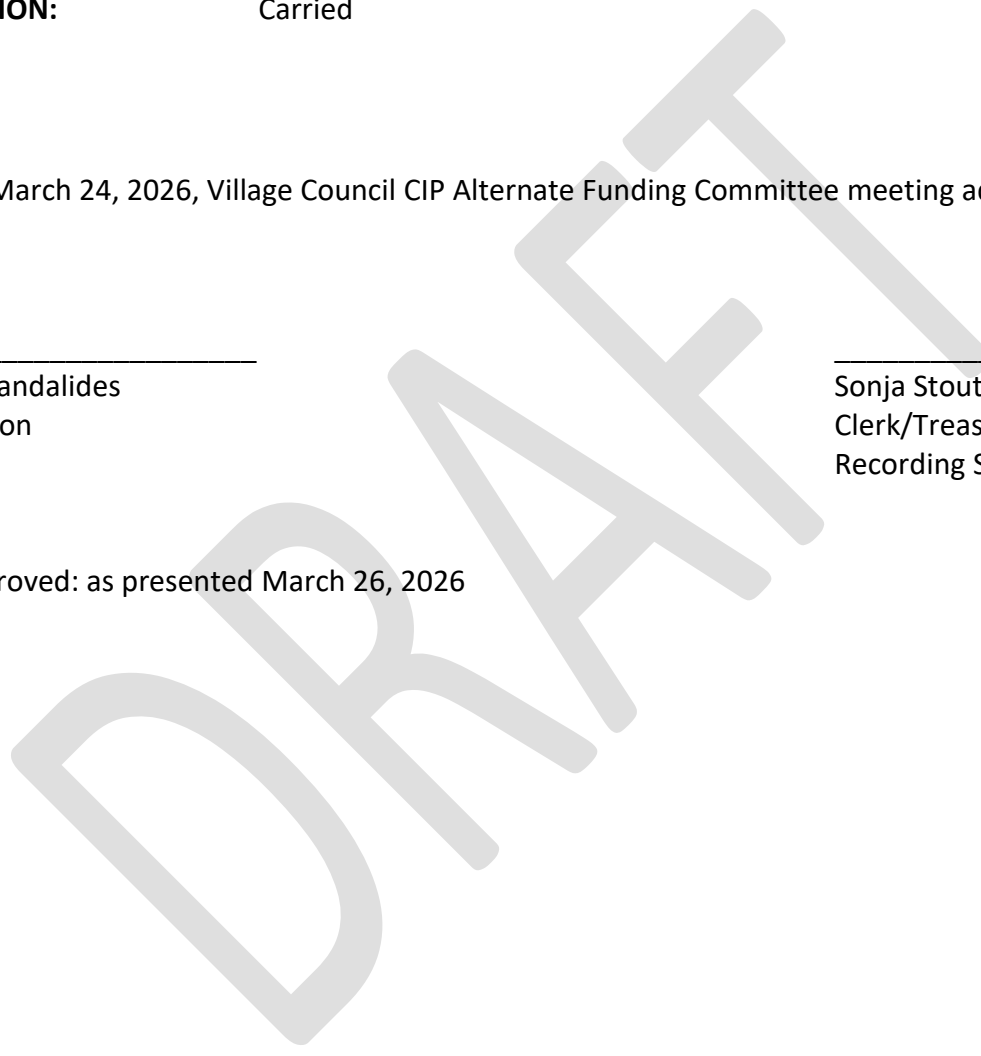 ION: Carried
March 24, 2026, Village Council CIP Alternate Funding Committee meeting a
andalides
on
Sonja Stout
Clerk/Treas
Recording S
roved: as presented March 26, 2026
DRAFT